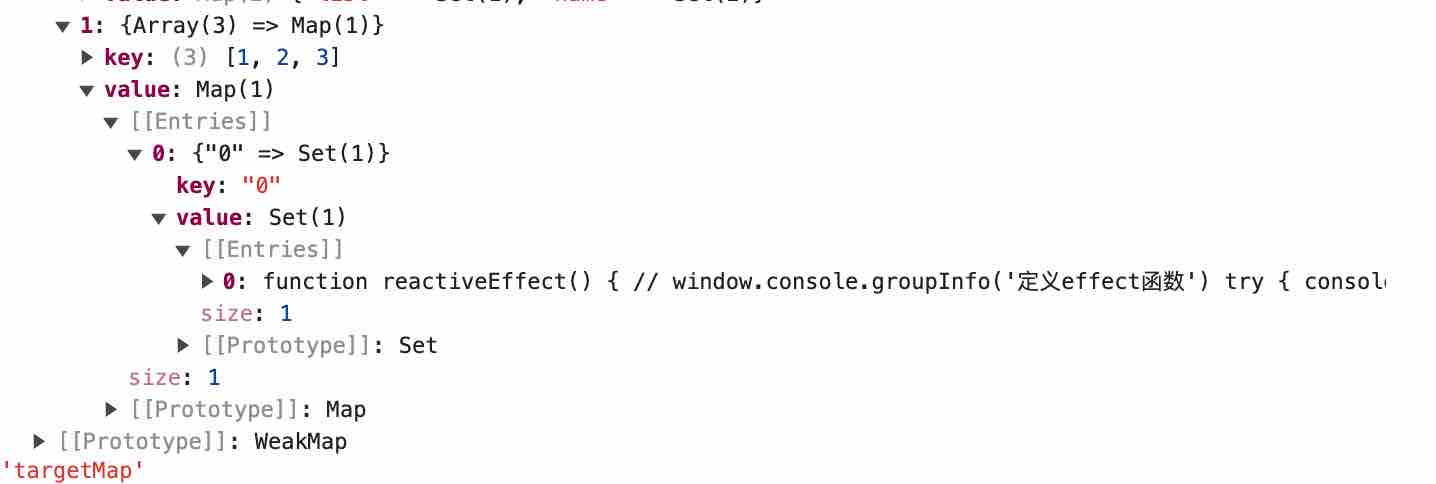 1: {Array(3) => Map(1)}
key: (3) [1, 2, 3]
value: Map(1)
[[Entries]]
0: {"0" => Set(1)}
key: "0"
value: Set(1)
[[Entries]]
0: function reactiveEffect() { // window.console.groupInfo('定义effect函数') try { consol
size: 1
[[Prototype]]: Set
size: 1
[[Prototype]]: Map
[[Prototype]]: WeakMap
'targetMap'